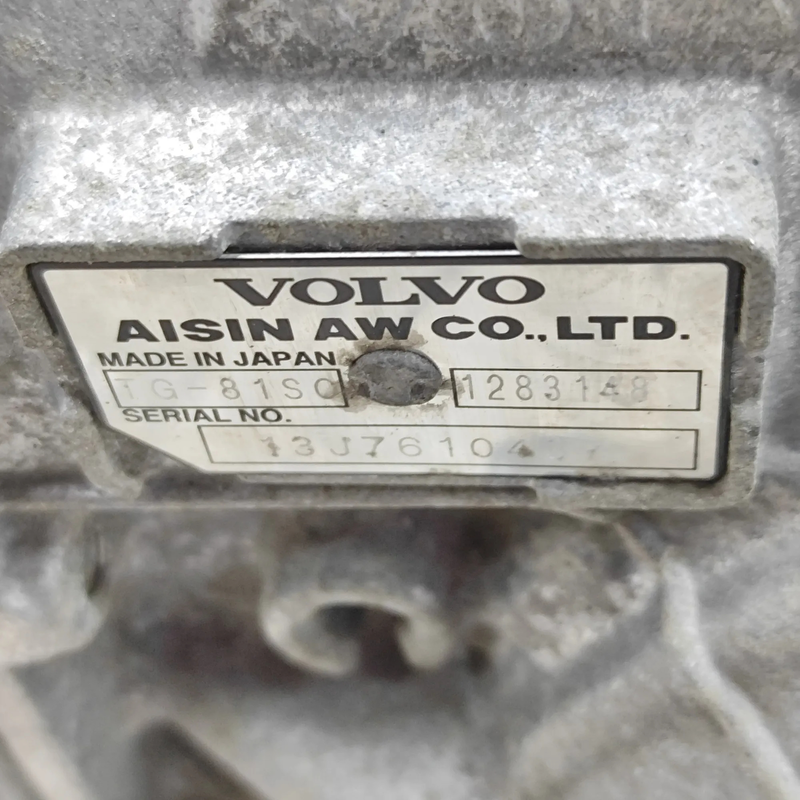 VOLVO
AISIN AW CO., LTD.
MADE IN JAPAN
TG-81SC 1283148
SERIAL NO.
13J76104